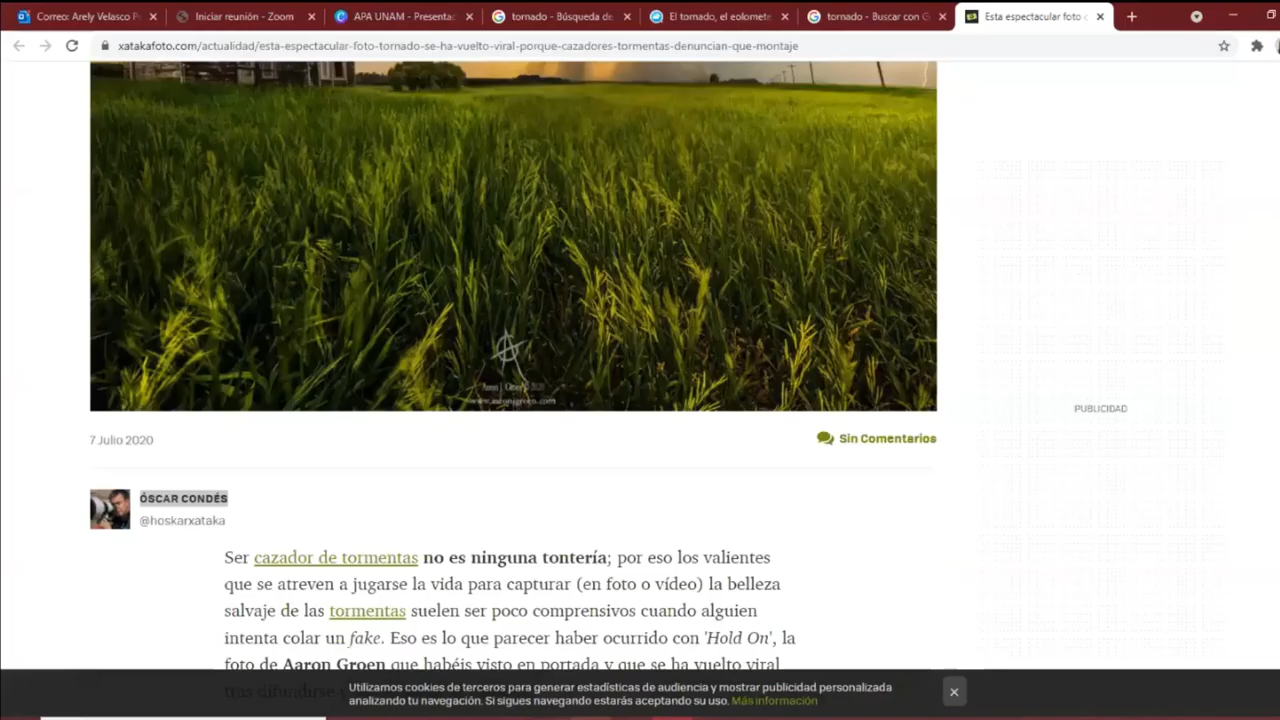 Correo: Arely Velasco P
Iniciar reunión - Zoom
APA UNAM - Presentac
tornado - Búsqueda de
El tornado, el eolomete
tornado - Buscar con G
Esta espectacular foto c
xatakafoto.com/actualidad/esta-espectacular-foto-tornado-se-ha-vuelto-viral-porque-cazadores-tormentas-denuncian-que-montaje
www.aaronjgroen.com
PUBLICIDAD
7 Julio 2020
Sin Comentarios
ÓSCAR CONDÉS
@hoskarxataka
Ser cazador de tormentas no es ninguna tontería; por eso los valientes
que se atreven a jugarse la vida para capturar (en foto o vídeo) la belleza
salvaje de las tormentas suelen ser poco comprensivos cuando alguien
intenta colar un fake. Eso es lo que parecer haber ocurrido con 'Hold On', la
foto de Aaron Groen que habéis visto en portada y que se ha vuelto viral
tras difundirse
Utilizamos cookies de terceros para generar estadísticas de audiencia y mostrar publicidad personalizada
analizando tu navegación. Si sigues navegando estarás aceptando su uso. Más información